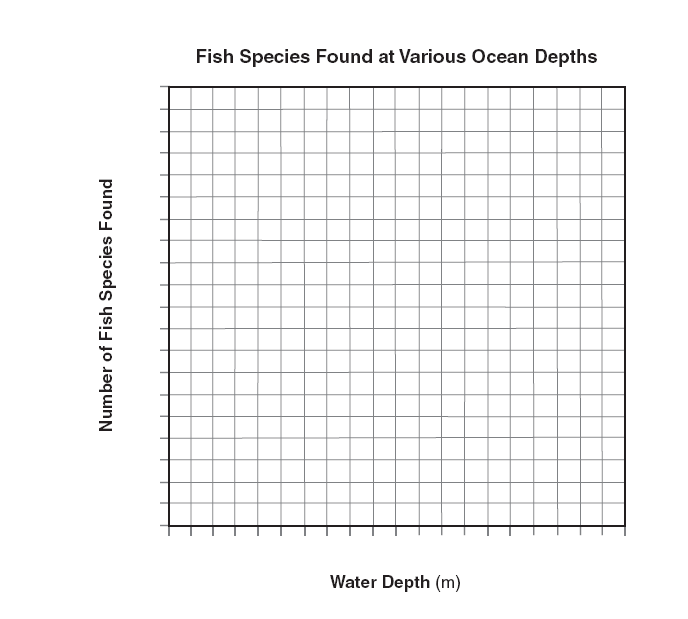 Fish Species Found at Various Ocean Depths
Number of Fish Species Found
Water Depth (m)